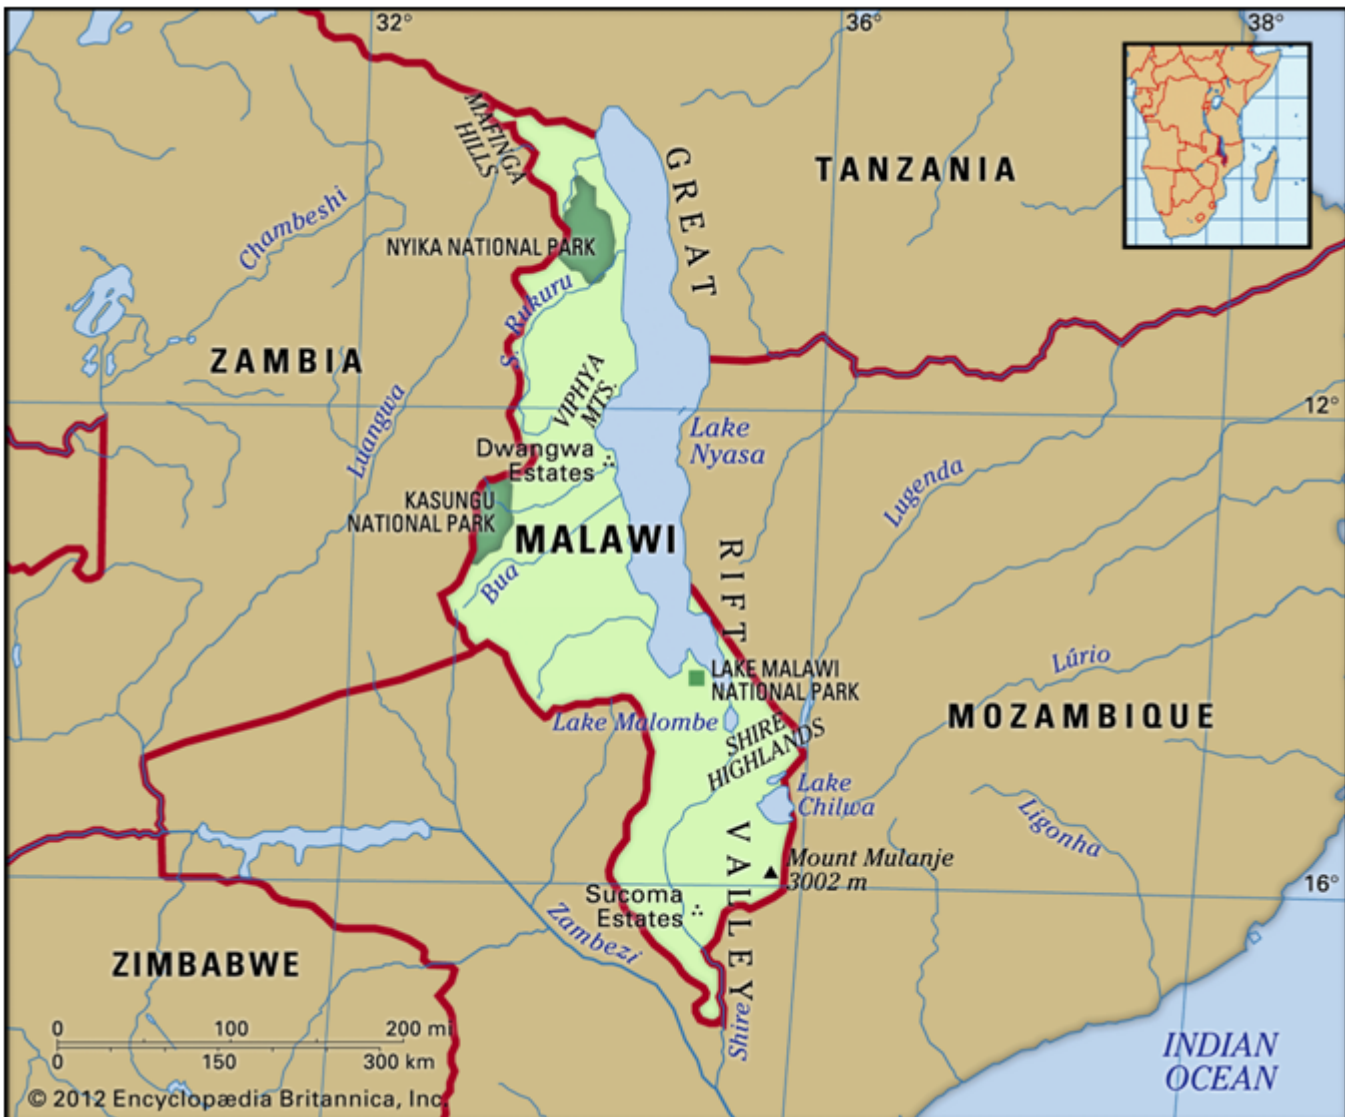 32°
36°
38°
MAFINGA
HILLS
GREAT
TANZANIA
Chambeshi
NYIKA NATIONAL PARK
S. Rukuru
ZAMBIA
VIPHYA
MTS.
12°
Luangwa
Lake
Nyasa
Dwangwa
Estates
Lugenda
KASUNGU
NATIONAL PARK
MALAWI
RIFT
Bua
Lúrio
LAKE MALAWI
NATIONAL PARK
MOZAMBIQUE
Lake Malombe
SHIRE
HIGHLANDS
Lake
Chilwa
Ligonha
VALLEY
Mount Mulanje
3002 m
16°
Sucoma
Estates
Zambezi
ZIMBABWE
Shire
0 100 200 mi
0 150 300 km
INDIAN
OCEAN
© 2012 Encyclopædia Britannica, Inc.